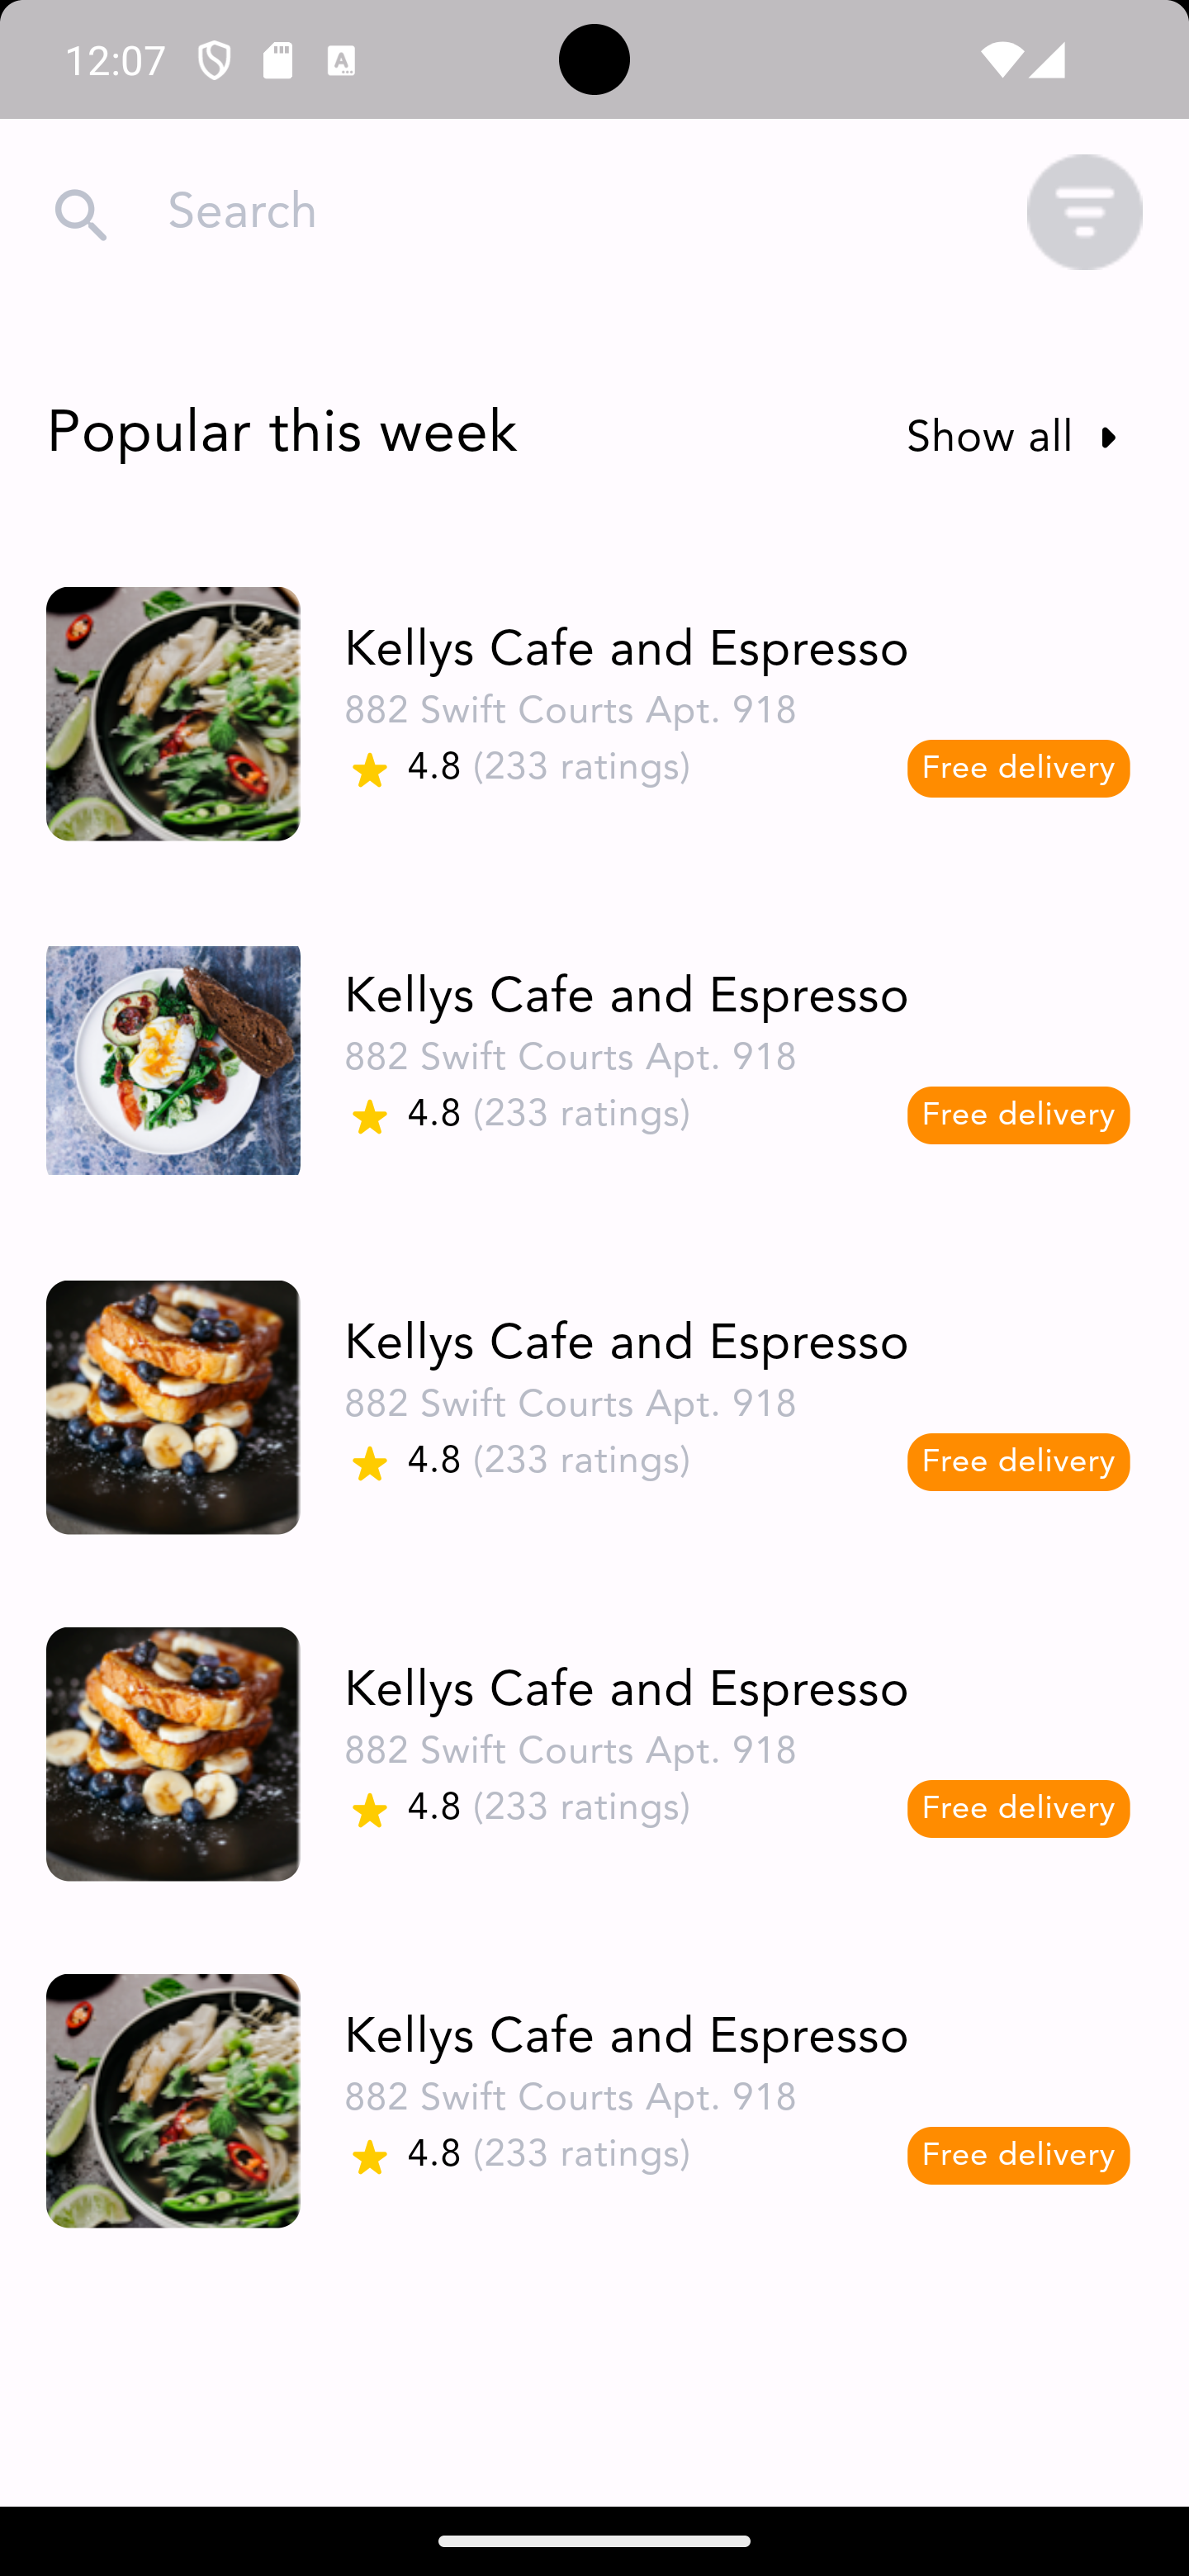 12:07
Search
Popular this week
Show all
Kellys Cafe and Espresso
882 Swift Courts Apt. 918
4.8 (233 ratings)
Free delivery
Kellys Cafe and Espresso
882 Swift Courts Apt. 918
4.8 (233 ratings)
Free delivery
Kellys Cafe and Espresso
882 Swift Courts Apt. 918
4.8 (233 ratings)
Free delivery
Kellys Cafe and Espresso
882 Swift Courts Apt. 918
4.8 (233 ratings)
Free delivery
Kellys Cafe and Espresso
882 Swift Courts Apt. 918
4.8 (233 ratings)
Free delivery